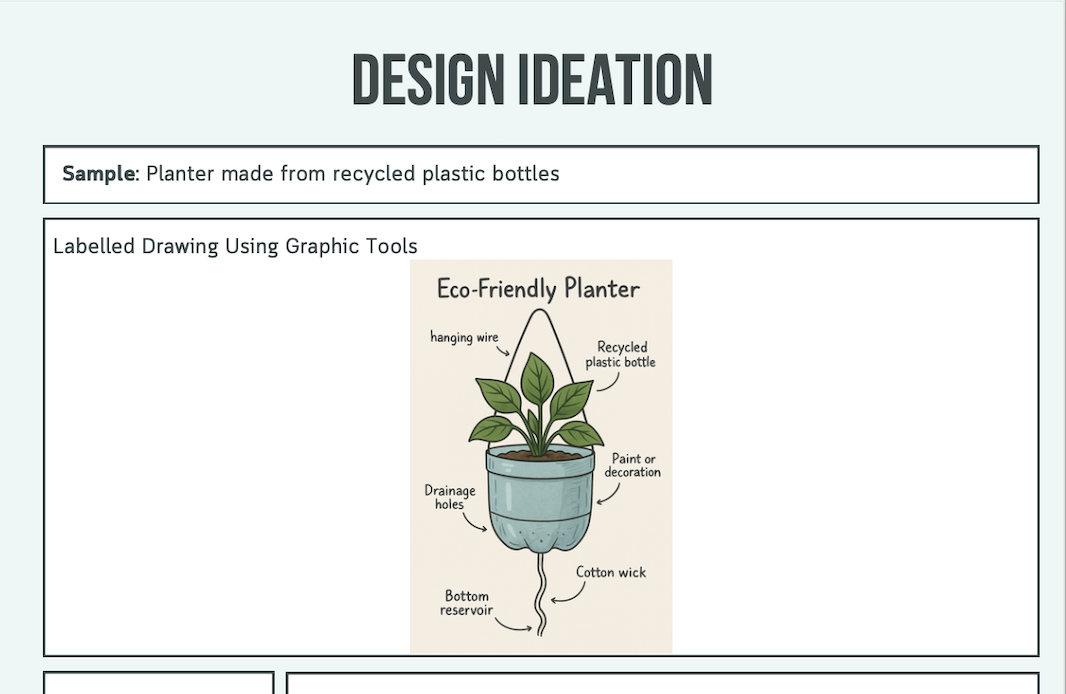 DESIGN IDEATION
Sample: Planter made from recycled plastic bottles
Labelled Drawing Using Graphic Tools
Eco-Friendly Planter
hanging wire
Recycled
plastic bottle
Paint or
decoration
Drainage
holes
Cotton wick
Bottom
reservoir